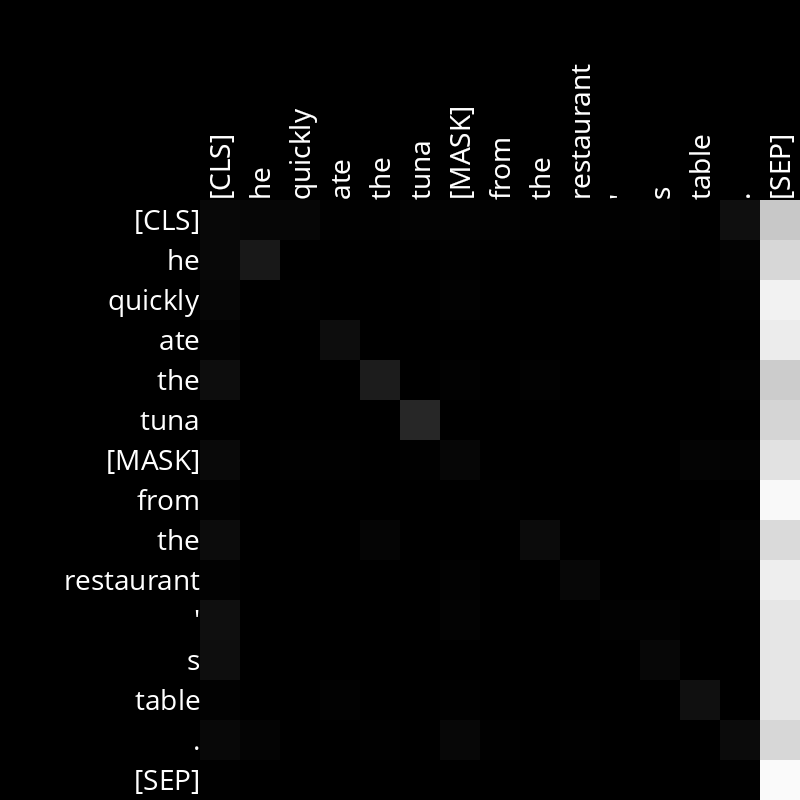 [CLS]
he
quickly
ate
the
tuna
[MASK]
from
the
restaurant
'
s
table
.
[SEP]
[CLS]
he
quickly
ate
the
tuna
[MASK]
from
the
restaurant
'
s
table
.
[SEP]